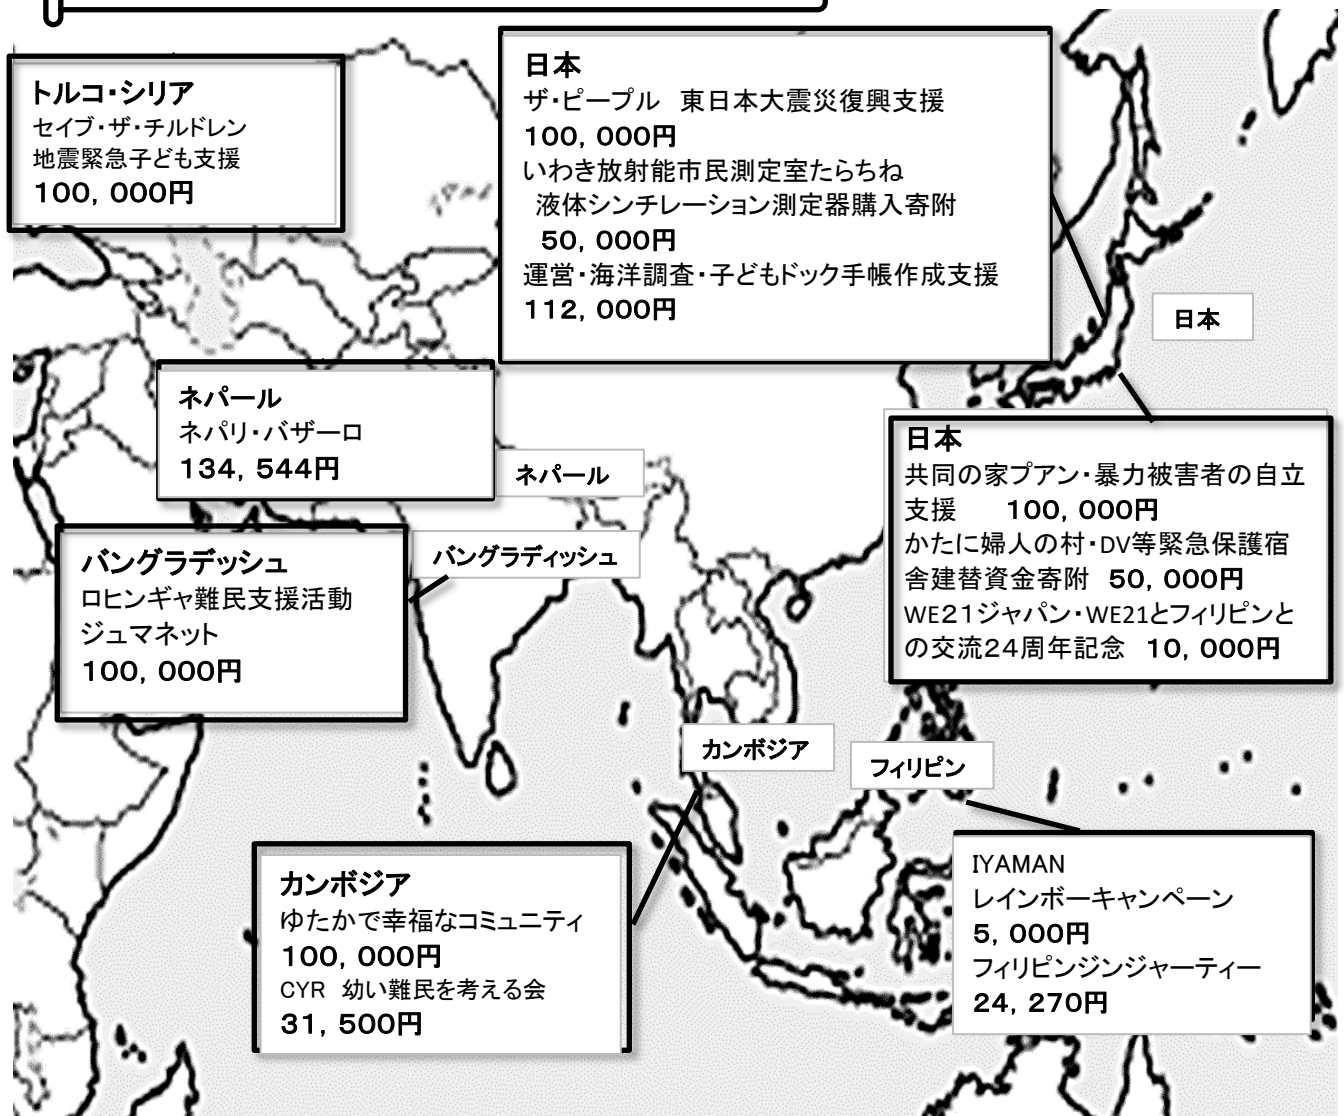 トルコ・シリア
セイブ・ザ・チルドレン
地震緊急子ども支援
100,000円
日本
ザ・ピープル　東日本大震災復興支援
100,000円
いわき放射能市民測定室たらちね
液体シンチレーション測定器購入寄附
50,000円
運営・海洋調査・子どもドック手帳作成支援
112,000円
日本
ネパール
ネパリ・バザーロ
134,544円
ネパール
日本
共同の家プアン・暴力被害者の自立
支援　　100,000円
かたに婦人の村・DV等緊急保護宿
舎建替資金寄附　50,000円
WE21ジャパン・WE21とフィリピンと
の交流24周年記念　10,000円
バングラデッシュ
ロヒンギャ難民支援活動
ジュマネット
100,000円
バングラディッシュ
カンボジア
フィリピン
カンボジア
ゆたかで幸福なコミュニティ
100,000円
CYR　幼い難民を考える会
31,500円
IYAMAN
レインボーキャンペーン
5,000円
フィリピンジンジャーティー
24,270円